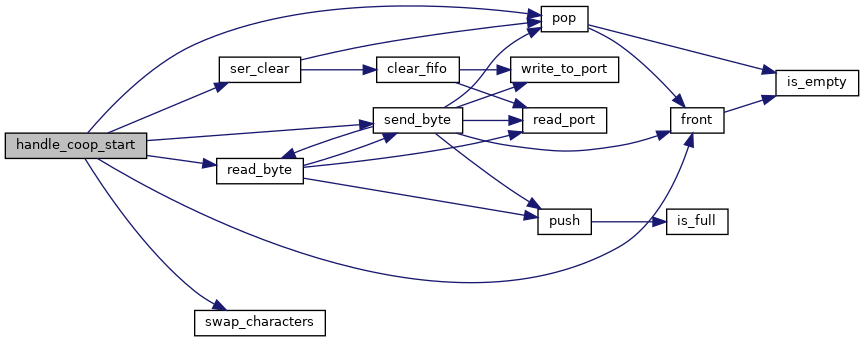 pop
ser_clear
clear_fifo
write_to_port
is_empty
send_byte
read_port
front
handle_coop_start
read_byte
push
is_full
swap_characters